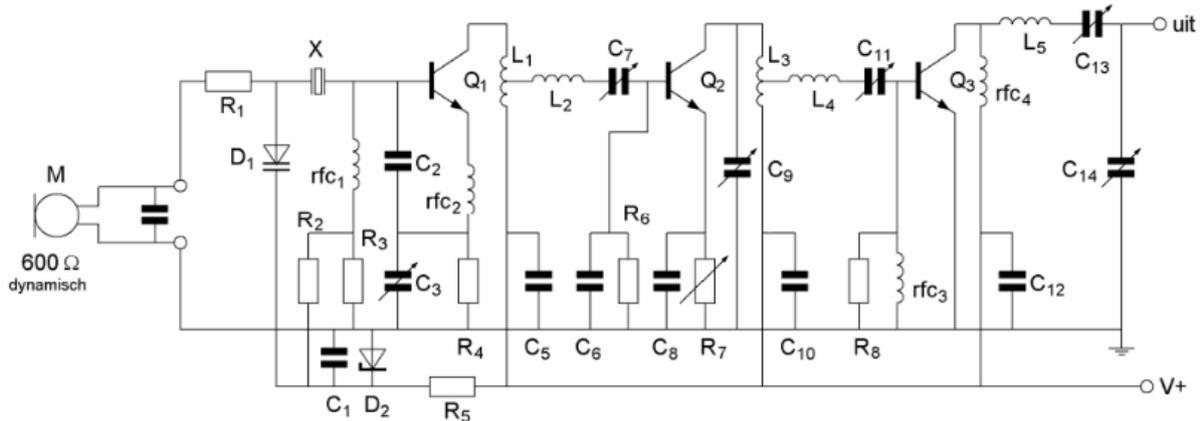 uit
C7
C11
L1
L3
L5
C13
X
Q1
Q2
Q3
L2
L4
rfc4
R1
D1
M
C2
C9
C14
rfc1
rfc2
R2
R3
R6
600 Ω
dynamisch
C3
rfc3
C12
R4
C5
C6
C8
R7
C10
R8
C1
D2
R5
V+